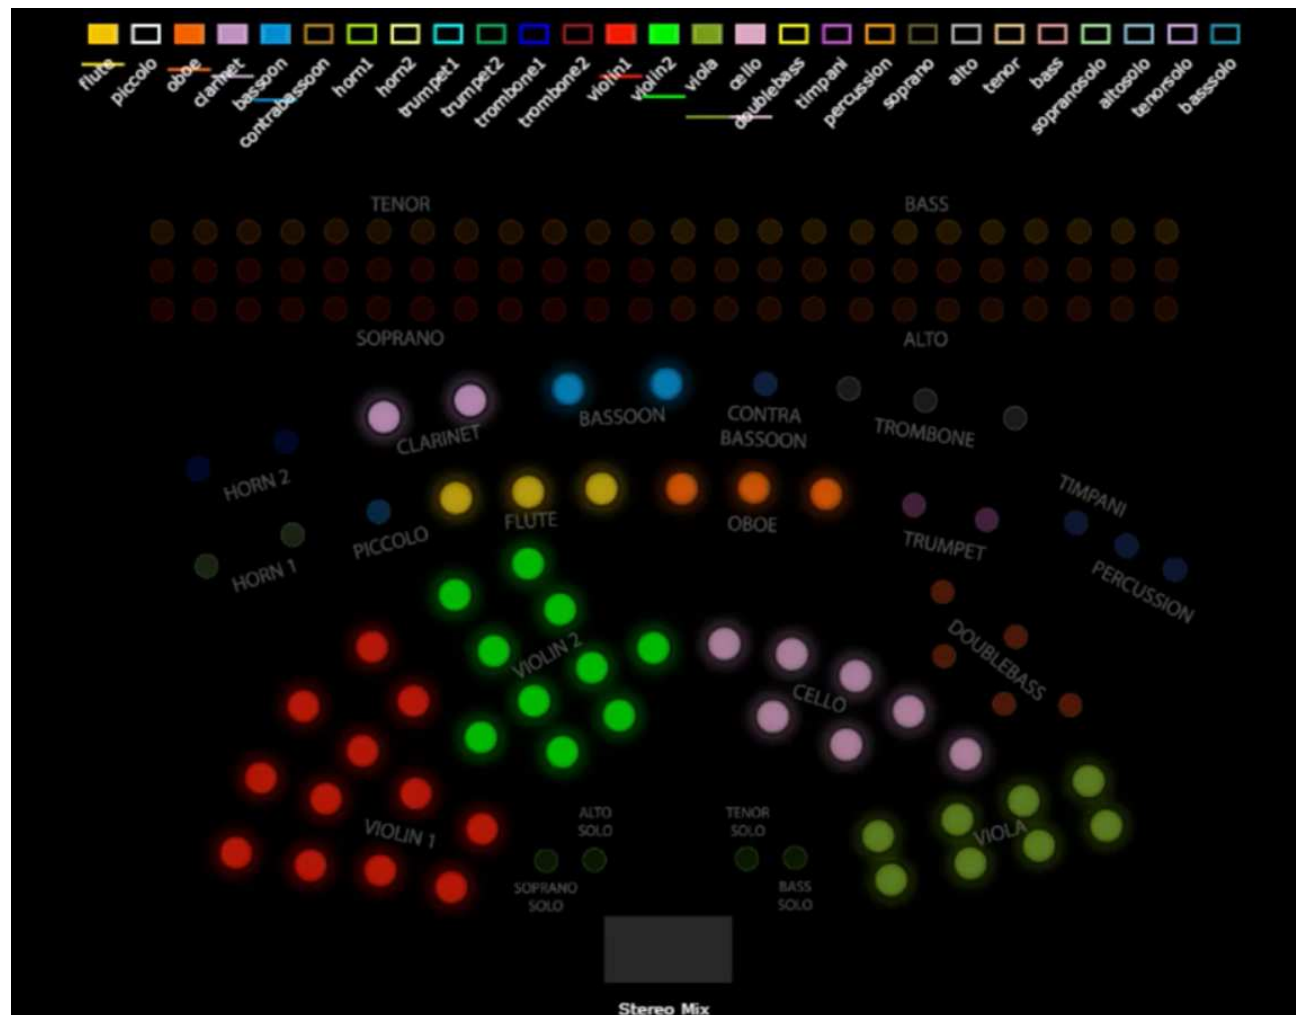 flute
piccolo
oboe
clarinet
bassoon
contrabassoon
horn1
horn2
trumpet1
trumpet2
trombone1
trombone2
violin1
violin2
viola
cello
doublebass
timpani
percussion
soprano
alto
tenor
bass
sopranosolo
altosolo
tenorsolo
basssolo
TENOR
BASS
SOPRANO
ALTO
CLARINET
BASSOON
CONTRA
BASSOON
TROMBONE
HORN 2
TIMPANI
PICCOLO
FLUTE
OBOE
TRUMPET
HORN 1
PERCUSSION
VIOLIN 2
DOUBLEBASS
CELLO
VIOLIN 1
ALTO
SOLO
TENOR
SOLO
VIOLA
SOPRANO
SOLO
BASS
SOLO
Stereo Mix